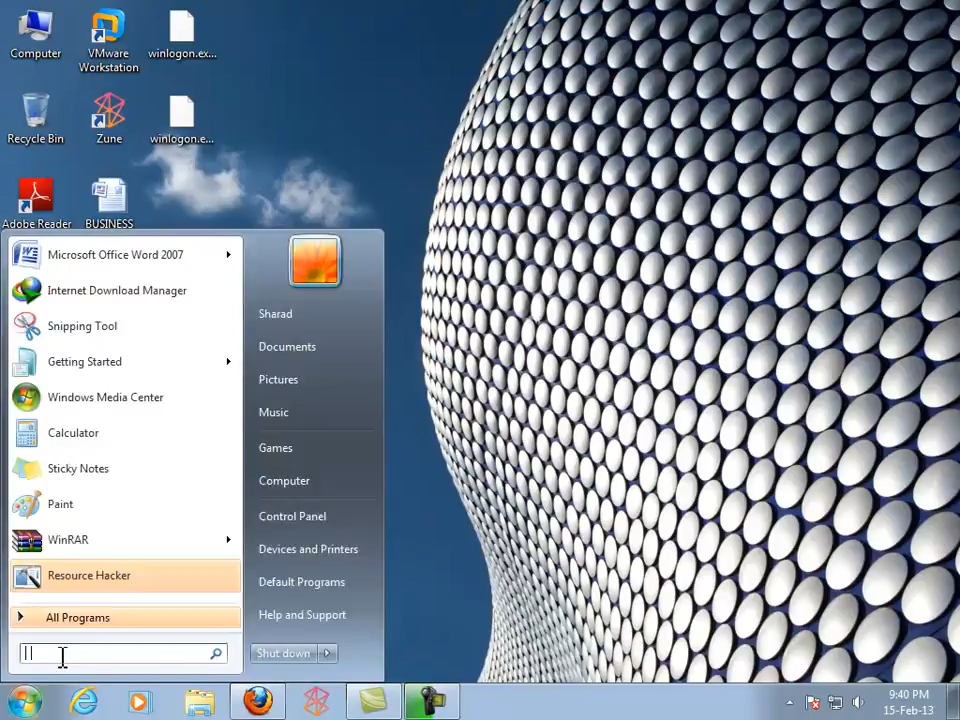 Computer
VMware
Workstation
winlogon.ex...
Recycle Bin
Zune
winlogon.e...
Adobe Reader
BUSINESS
Microsoft Office Word 2007
Internet Download Manager
Snipping Tool
Getting Started
Windows Media Center
Calculator
Sticky Notes
Paint
WinRAR
Resource Hacker
All Programs
Sharad
Documents
Pictures
Music
Games
Computer
Control Panel
Devices and Printers
Default Programs
Help and Support
Shut down
9:40 PM
15-Feb-13